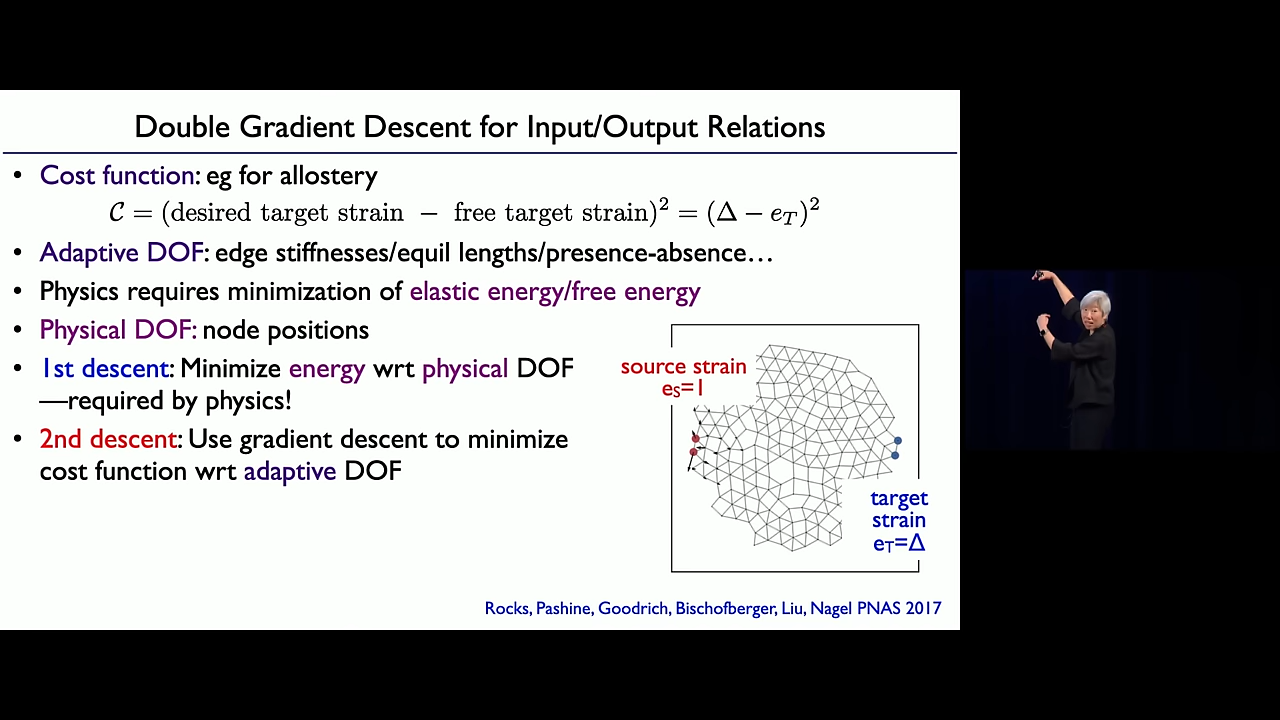 Double Gradient Descent for Input/Output Relations
• Cost function: eg for allostery
𝒞 = (desired target strain − free target strain)² = (Δ − e_T)²
• Adaptive DOF: edge stiffnesses/equil lengths/presence-absence…
• Physics requires minimization of elastic energy/free energy
• Physical DOF: node positions
• 1st descent: Minimize energy wrt physical DOF
—required by physics!
• 2nd descent: Use gradient descent to minimize
cost function wrt adaptive DOF
source strain
eS=1
target
strain
eT=Δ
Rocks, Pashine, Goodrich, Bischofberger, Liu, Nagel PNAS 2017